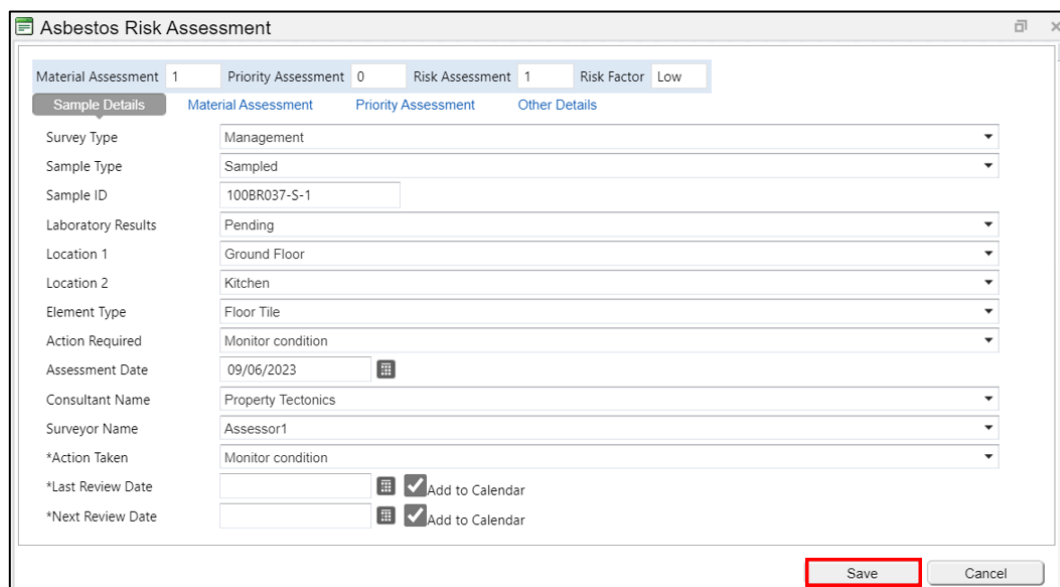 Asbestos Risk Assessment
Material Assessment 1 Priority Assessment 0 Risk Assessment 1 Risk Factor Low
Sample Details Material Assessment Priority Assessment Other Details
Survey Type Management
Sample Type Sampled
Sample ID 100BR037-S-1
Laboratory Results Pending
Location 1 Ground Floor
Location 2 Kitchen
Element Type Floor Tile
Action Required Monitor condition
Assessment Date 09/06/2023
Consultant Name Property Tectonics
Surveyor Name Assessor1
*Action Taken Monitor condition
*Last Review Date Add to Calendar
*Next Review Date Add to Calendar
Save Cancel